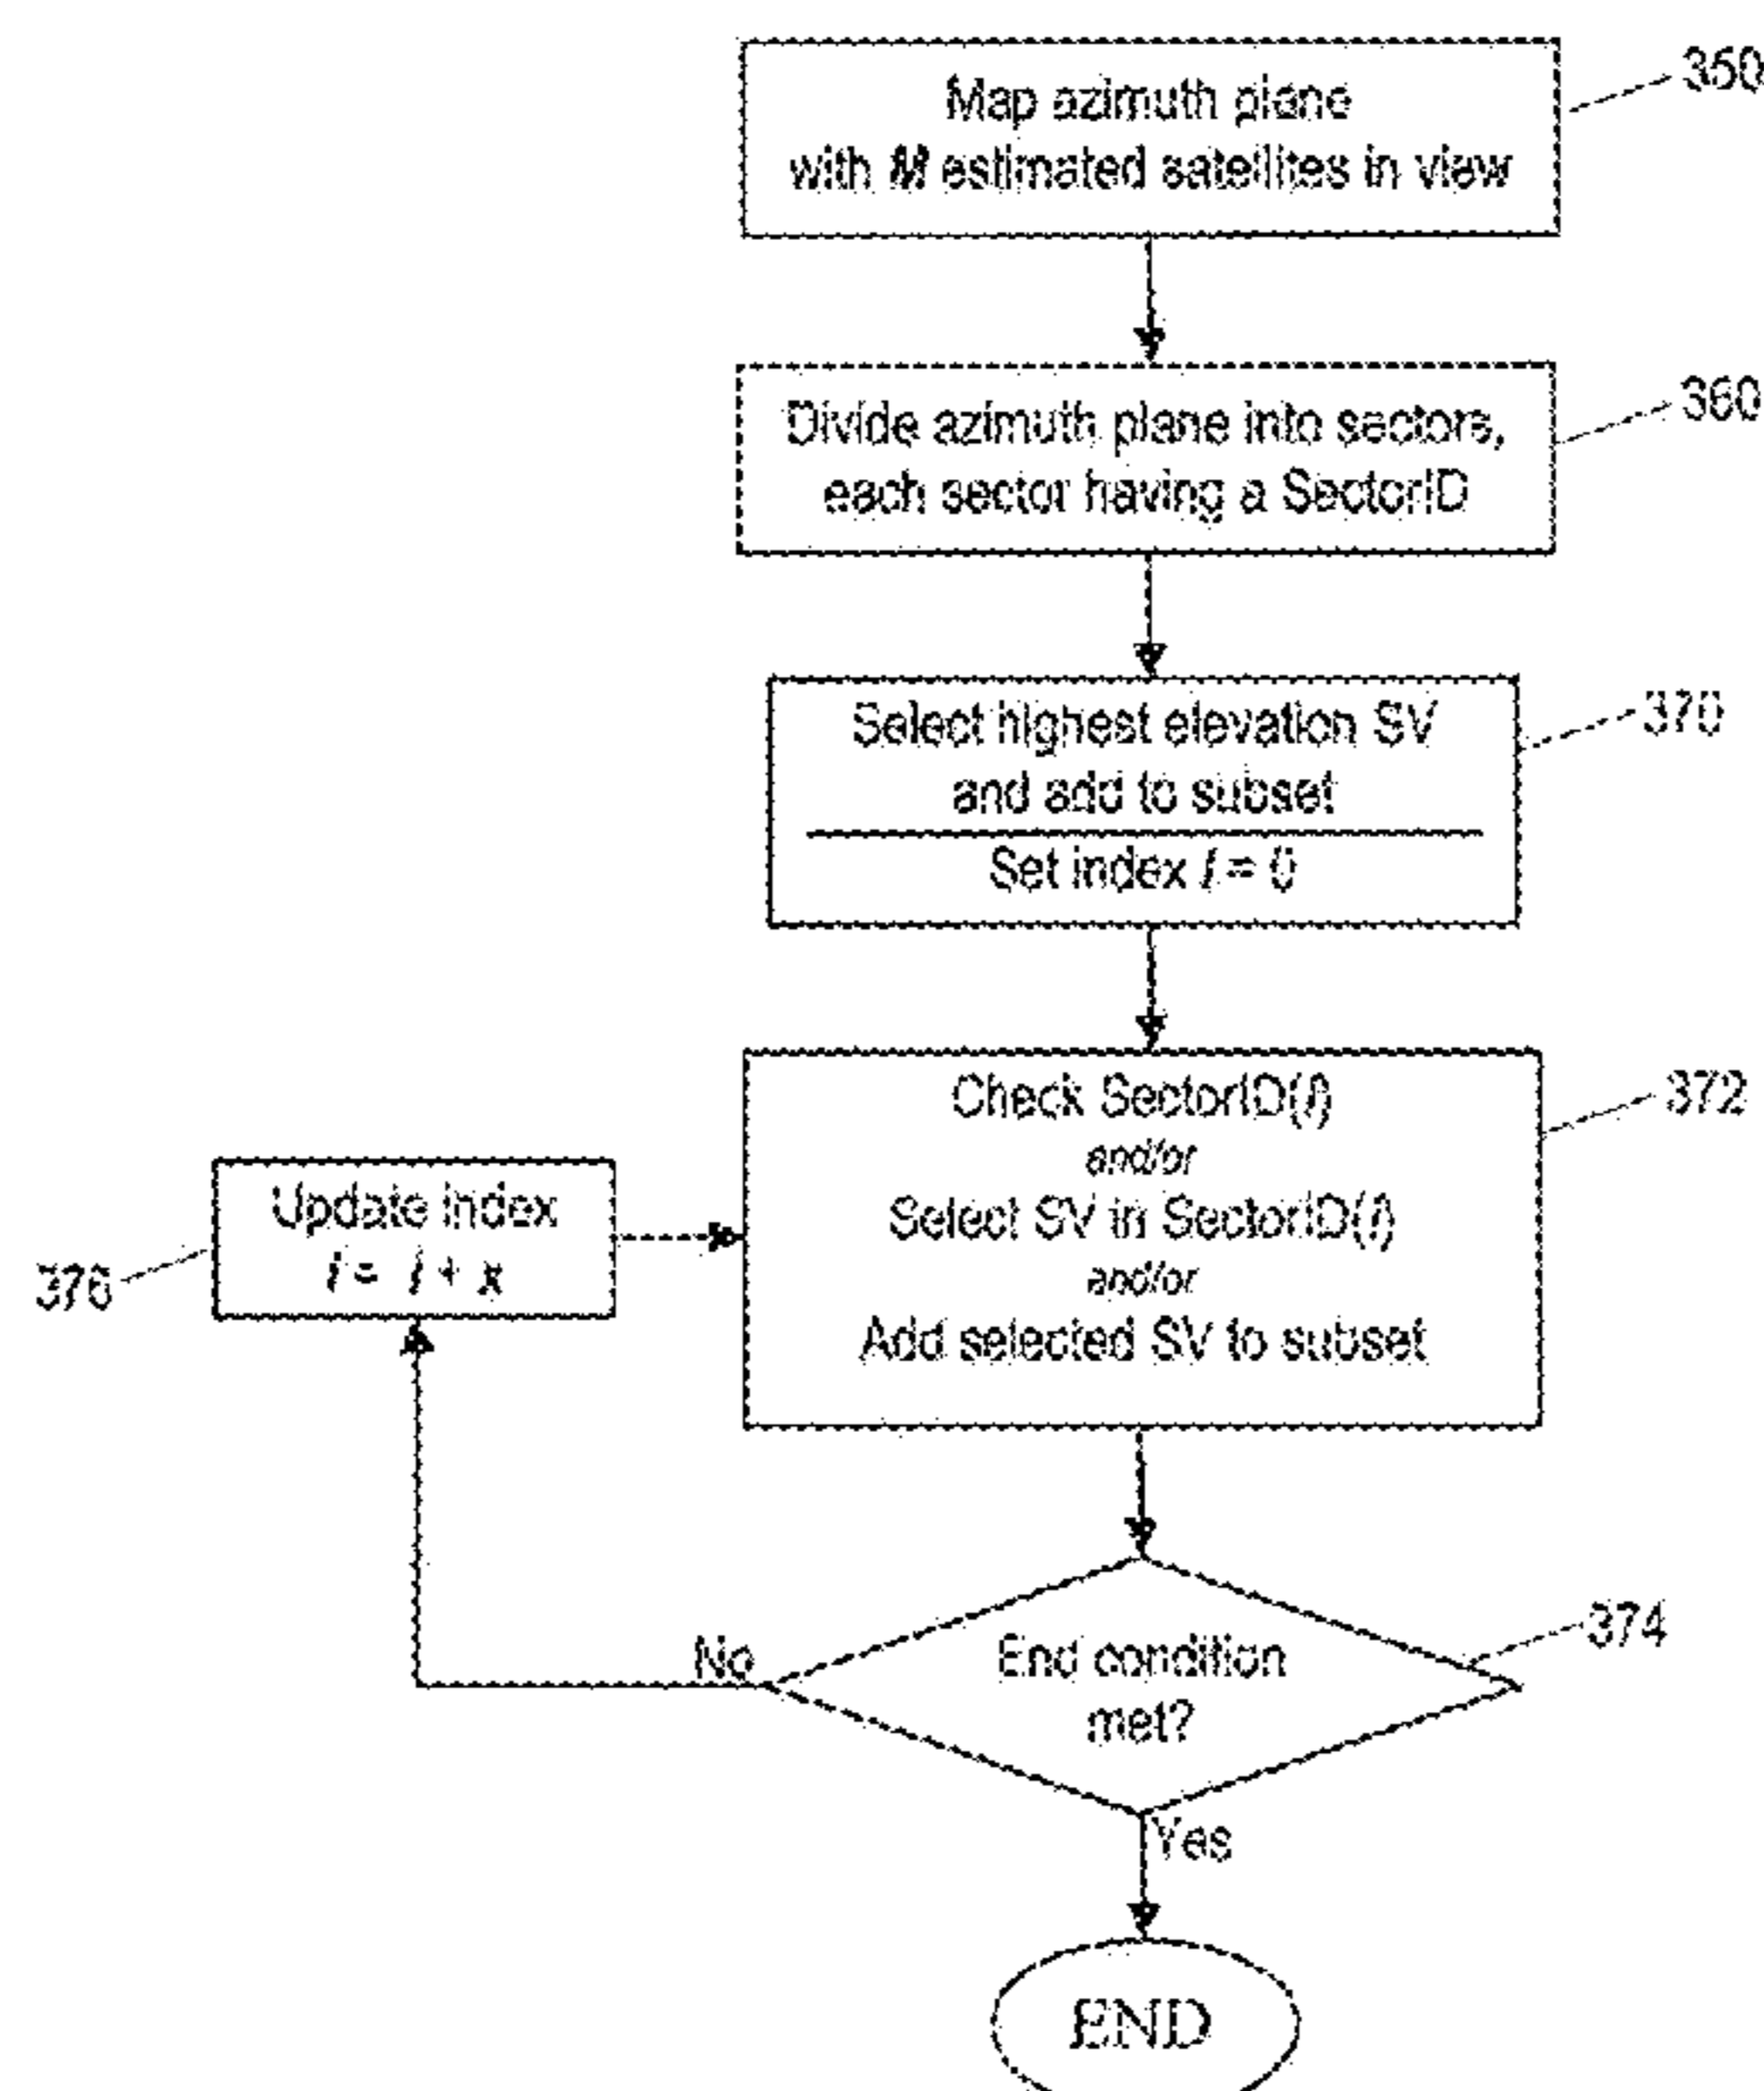 Map azimuth plane
with M estimated satellites in view
350
Divide azimuth plane into sectors,
each sector having a SectorID
360
Select highest elevation SV
and add to subset
Set index i = 0
370
Check SectorID(i)
and/or
Select SV in SectorID(i)
and/or
Add selected SV to subset
372
Update index
i = i + x
376
End condition
met?
374
No
Yes
END